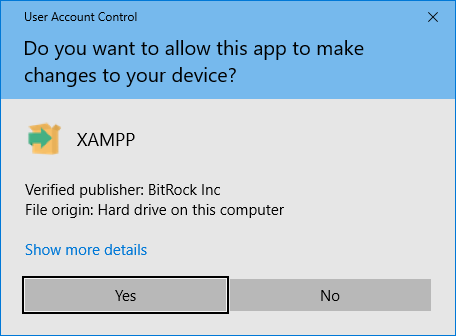 User Account Control
Do you want to allow this app to make
changes to your device?
XAMPP
Verified publisher: BitRock Inc
File origin: Hard drive on this computer
Show more details
Yes
No